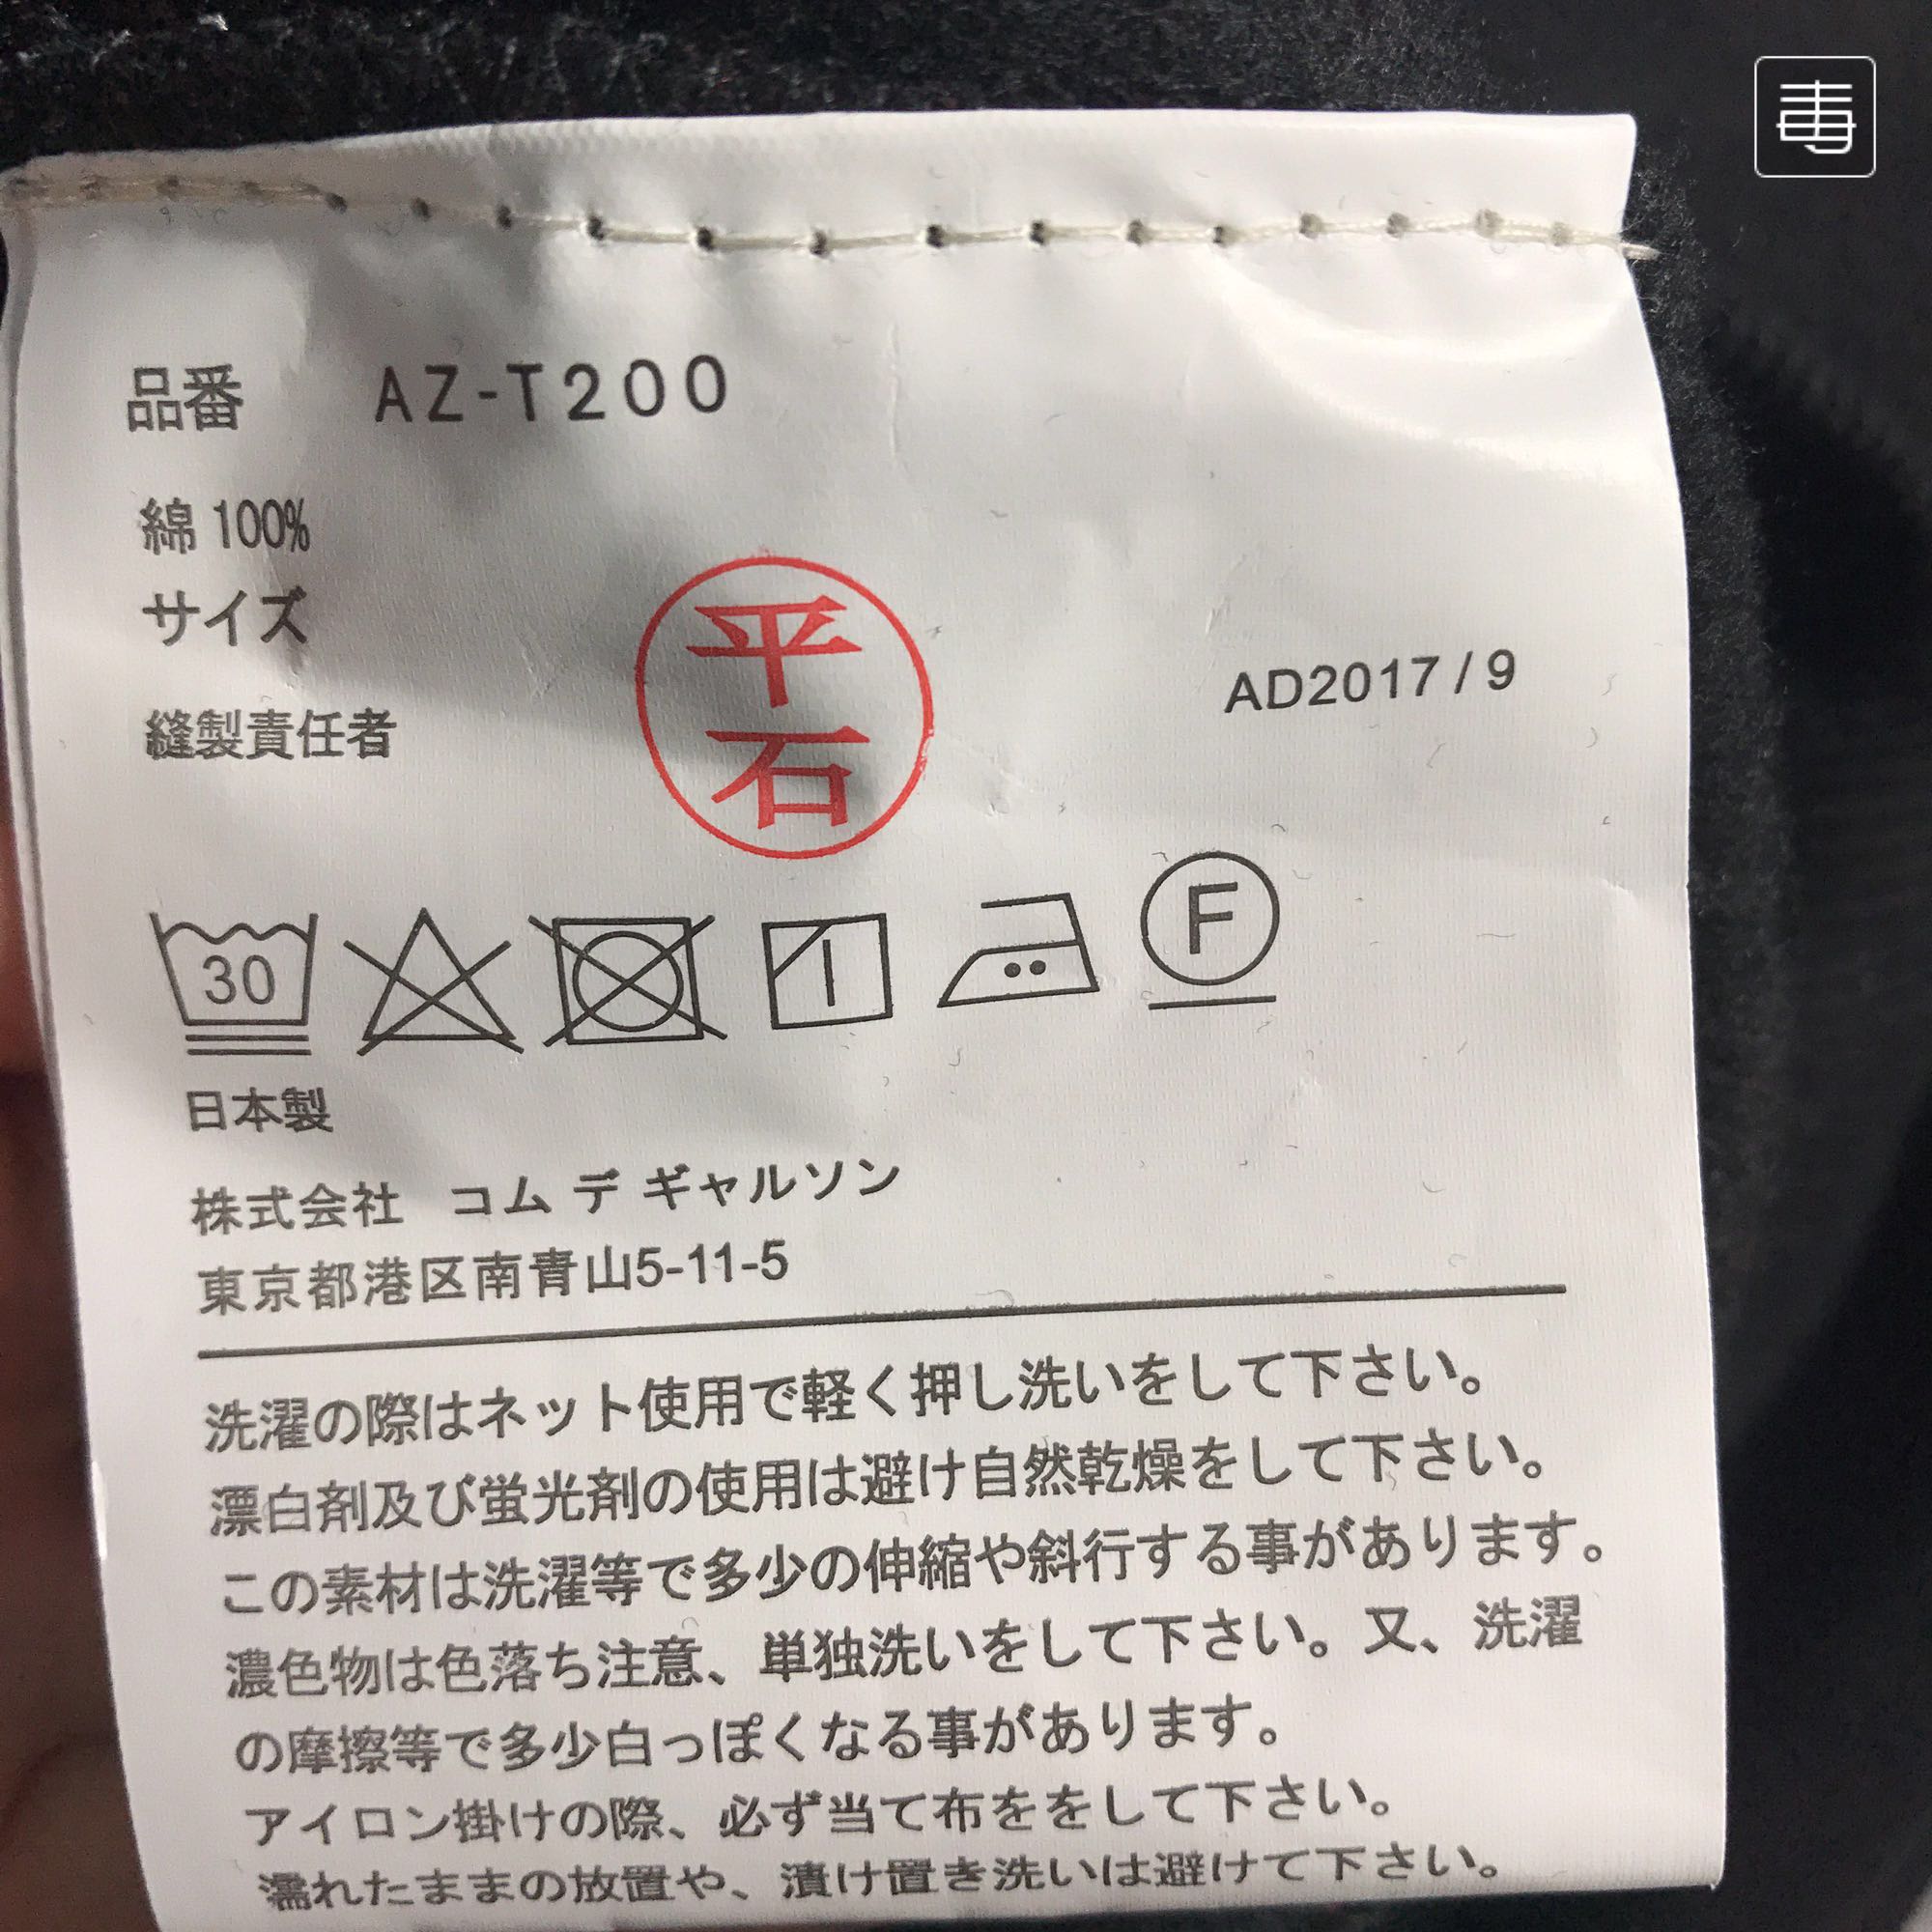 毒
品番 AZ-T200
綿 100%
サイズ
縫製責任者
平
石
AD2017/9
30
F
日本製
株式会社 コム デ ギャルソン
東京都港区南青山5-11-5
洗濯の際はネット使用で軽く押し洗いをして下さい。
漂白剤及び蛍光剤の使用は避け自然乾燥をして下さい。
この素材は洗濯等で多少の伸縮や斜行する事があります。
濃色物は色落ち注意、単独洗いをして下さい。又、洗濯
の摩擦等で多少白っぽくなる事があります。
アイロン掛けの際、必ず当て布ををして下さい。
濡れたままの放置や、漬け置き洗いは避けて下さい。